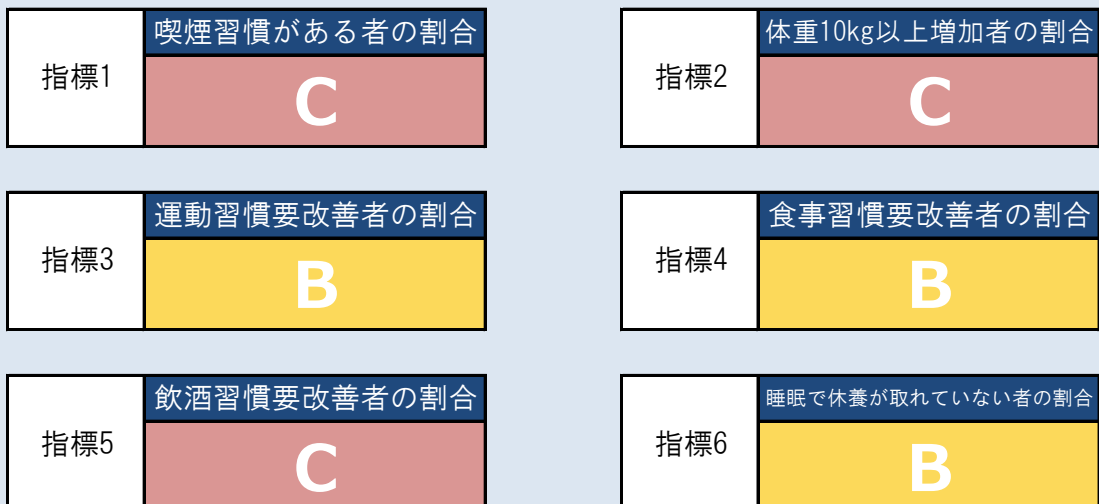 喫煙習慣がある者の割合
指標1
C
体重10kg以上増加者の割合
指標2
C
運動習慣要改善者の割合
指標3
B
食事習慣要改善者の割合
指標4
B
飲酒習慣要改善者の割合
指標5
C
睡眠で休養が取れていない者の割合
指標6
B